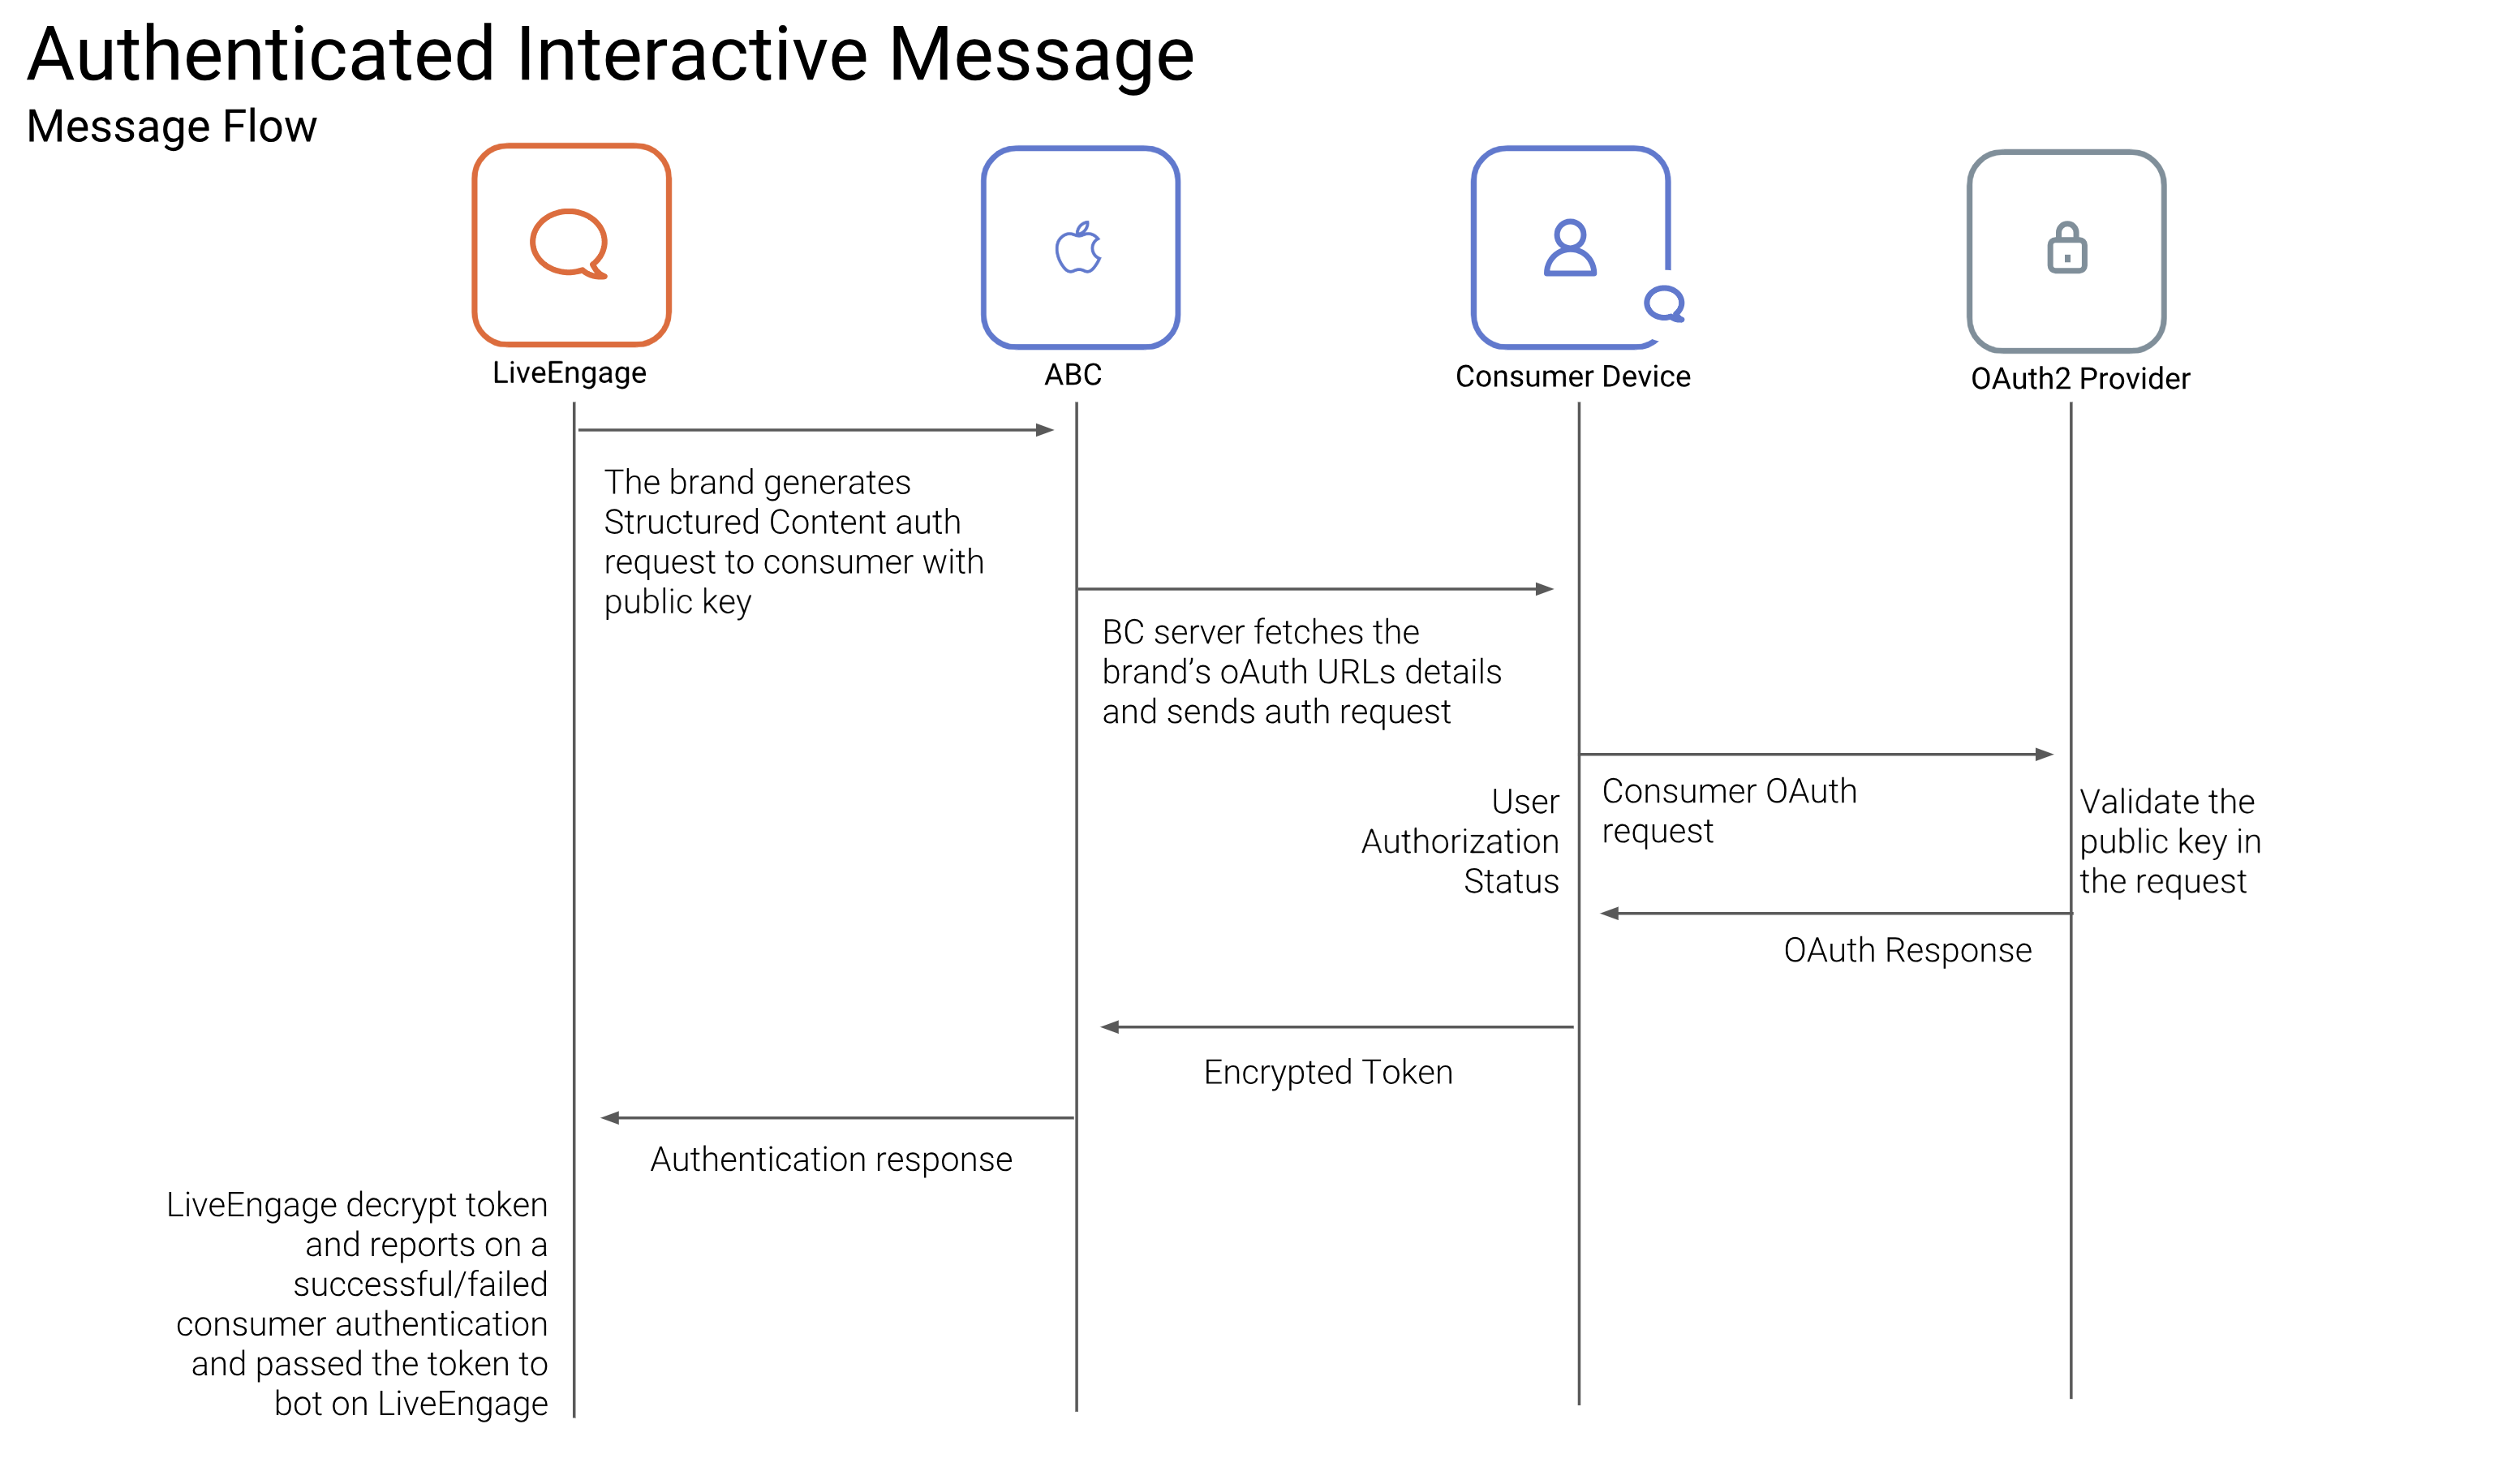 Authenticated Interactive Message
Message Flow
LiveEngage
ABC
Consumer Device
OAuth2 Provider
The brand generates
Structured Content auth
request to consumer with
public key
BC server fetches the
brand’s oAuth URLs details
and sends auth request
User
Authorization
Status
Consumer OAuth
request
Validate the
public key in
the request
OAuth Response
Encrypted Token
Authentication response
LiveEngage decrypt token
and reports on a
successful/failed
consumer authentication
and passed the token to
bot on LiveEngage